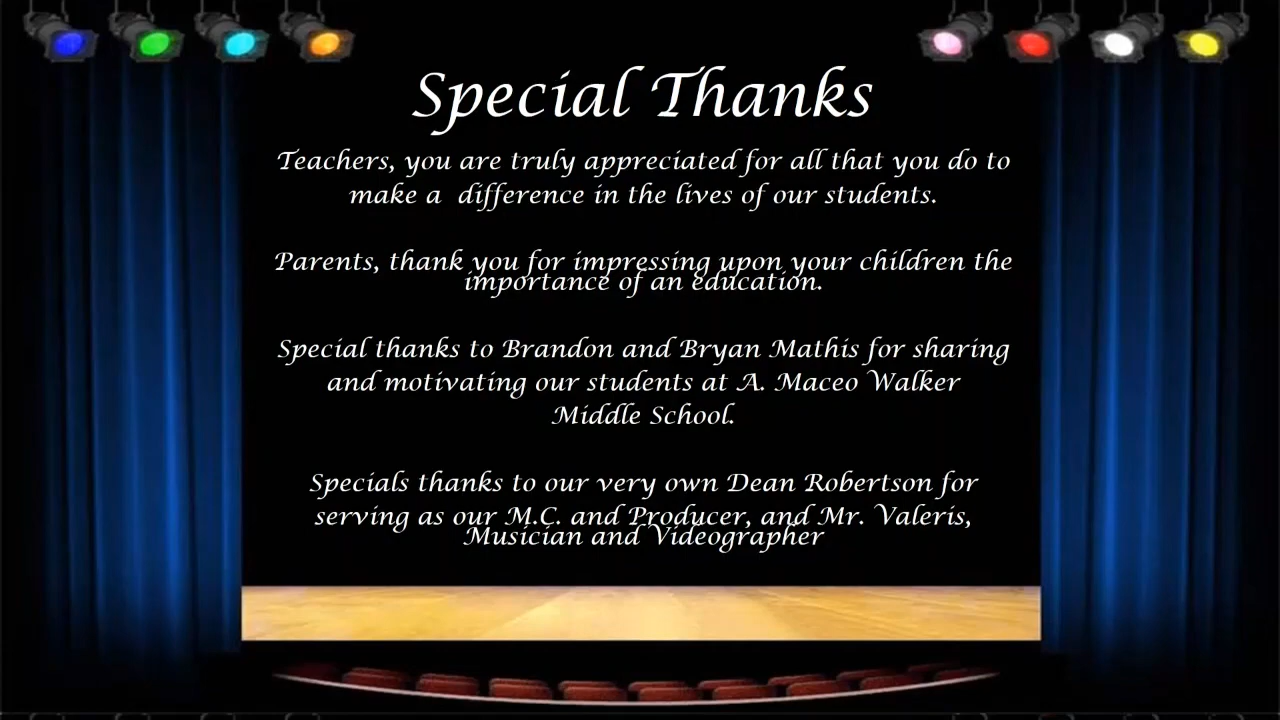 Special Thanks
Teachers, you are truly appreciated for all that you do to
make a  difference in the lives of our students.
Parents, thank you for impressing upon your children the
importance of an education.
Special thanks to Brandon and Bryan Mathis for sharing
and motivating our students at A. Maceo Walker
Middle School.
Specials thanks to our very own Dean Robertson for
serving as our M.C. and Producer, and Mr. Valeris,
Musician and Videographer